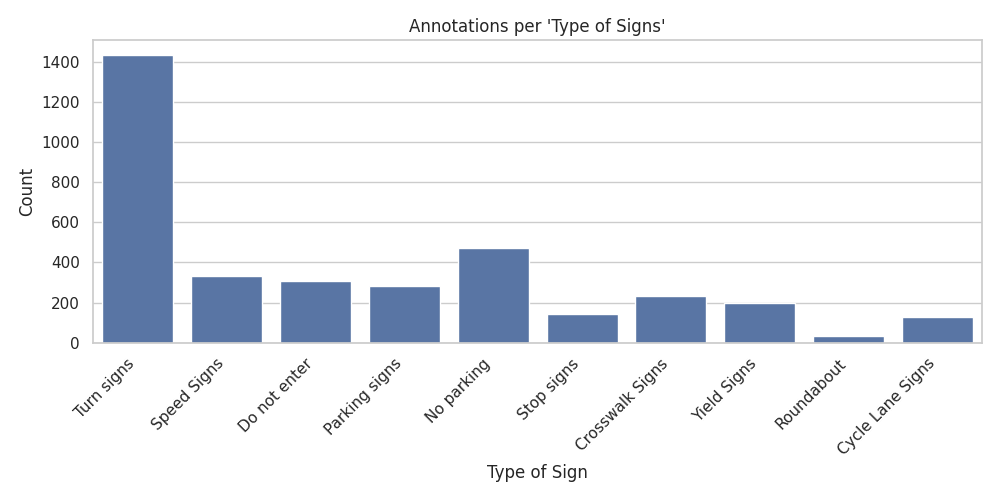 Annotations per 'Type of Signs'
1400
1200
1000
800
600
400
200
0
Count
Turn signs
Speed Signs
Do not enter
Parking' signs
No parking
Stop signs
Crosswalk Signs
Yield Signs
Roundabout
Cycle Lane Signs
Type of Sign